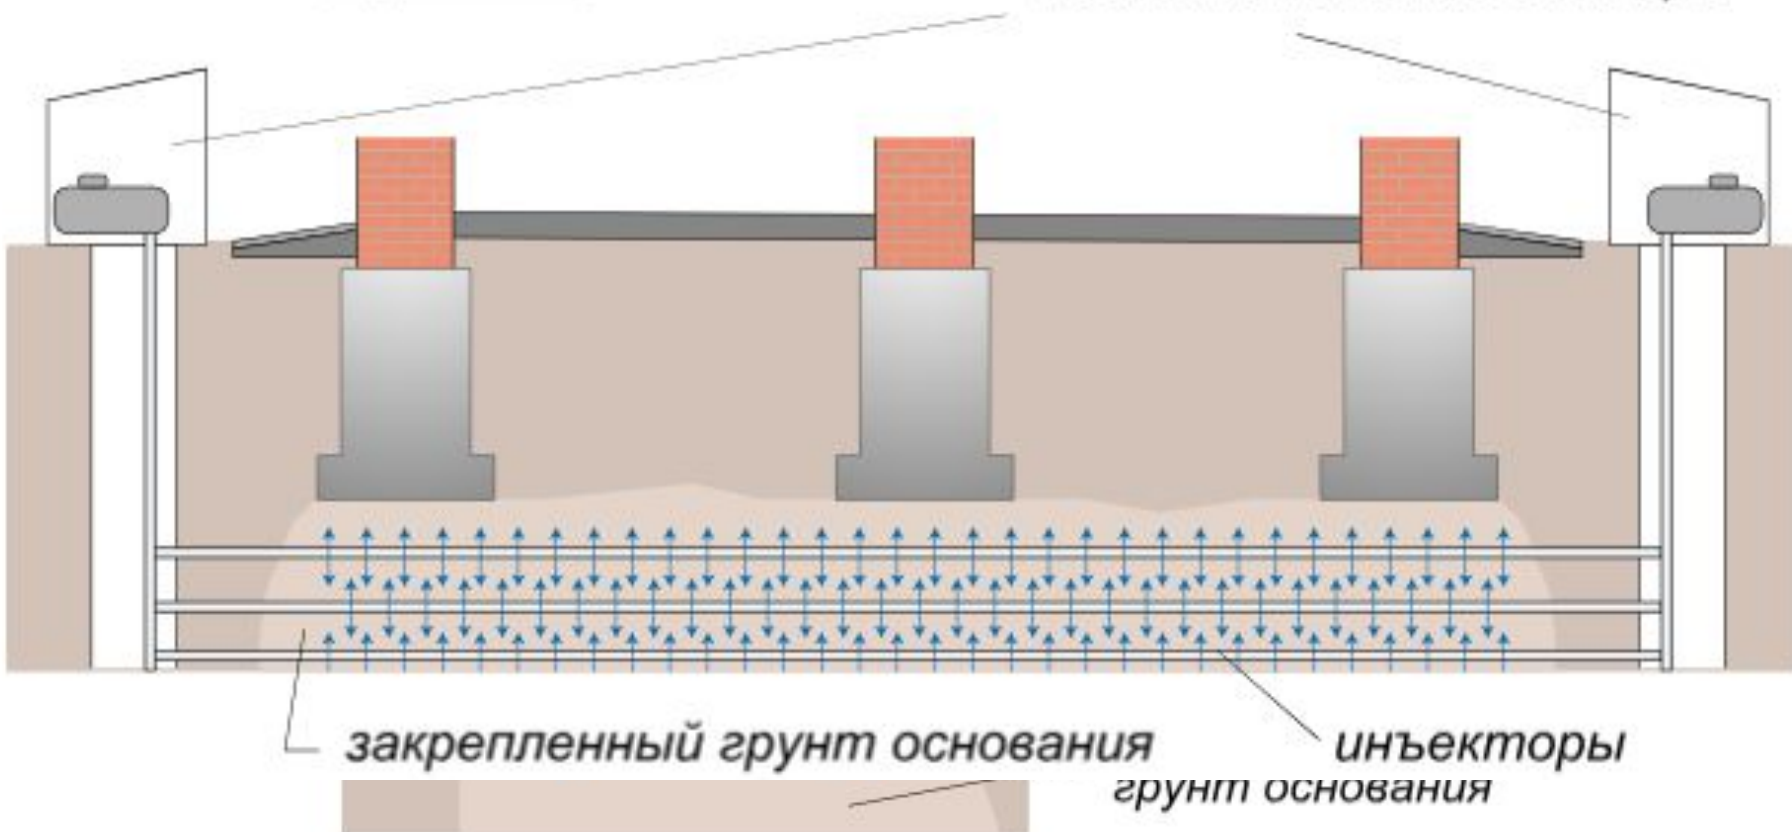 закрепленный грунт основания
инъекторы
грунт основания